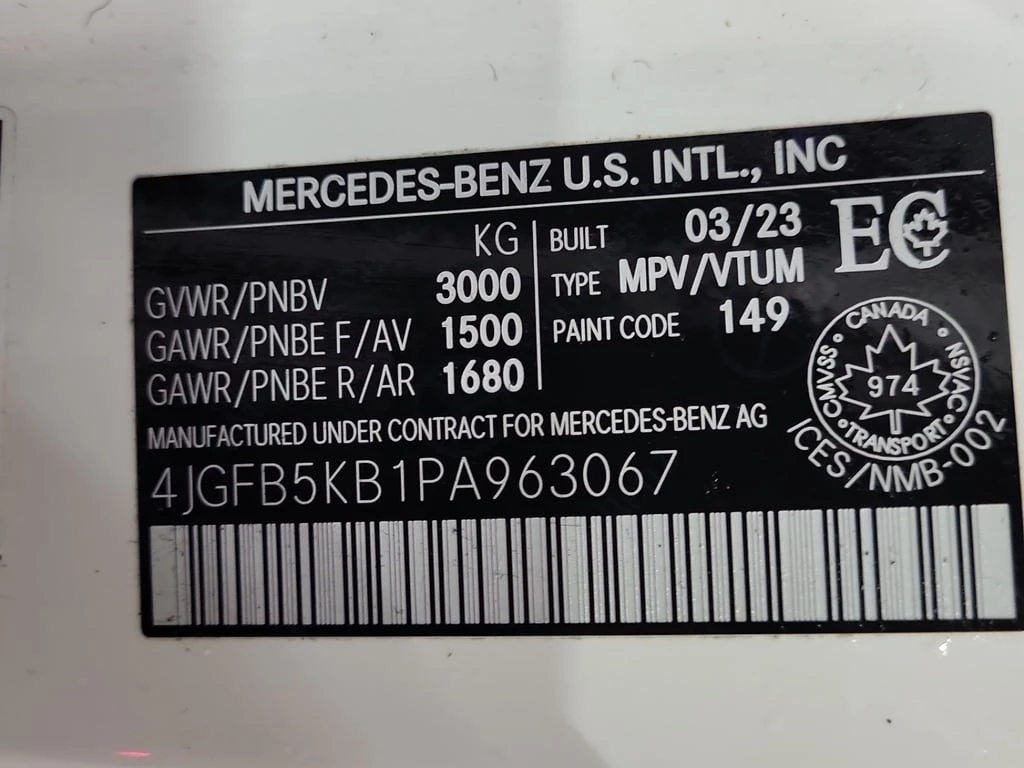 MERCEDES-BENZ U.S. INTL., INC
KG
GVWR/PNBV 3000
GAWR/PNBE F/AV 1500
GAWR/PNBE R/AR 1680
BUILT 03/23
TYPE MPV/VTUM
PAINT CODE 149
EC
CANADA
CMVSS NSVAC
974
TRANSPORT
ICES/NMB-002
MANUFACTURED UNDER CONTRACT FOR MERCEDES-BENZ AG
4JGFB5KB1PA963067